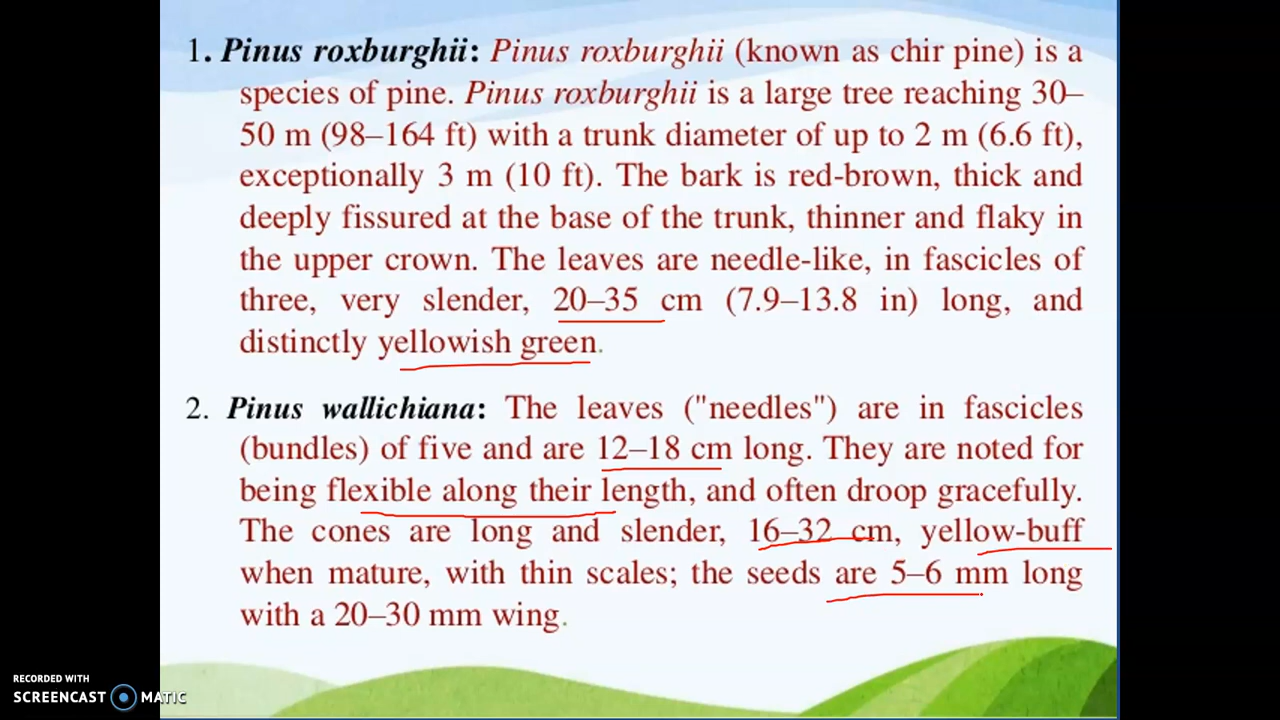 1. Pinus roxburghii: Pinus roxburghii (known as chir pine) is a
species of pine. Pinus roxburghii is a large tree reaching 30–
50 m (98–164 ft) with a trunk diameter of up to 2 m (6.6 ft),
exceptionally 3 m (10 ft). The bark is red-brown, thick and
deeply fissured at the base of the trunk, thinner and flaky in
the upper crown. The leaves are needle-like, in fascicles of
three, very slender, 20–35 cm (7.9–13.8 in) long, and
distinctly yellowish green.
2. Pinus wallichiana: The leaves ("needles") are in fascicles
(bundles) of five and are 12–18 cm long. They are noted for
being flexible along their length, and often droop gracefully.
The cones are long and slender, 16–32 cm, yellow-buff
when mature, with thin scales; the seeds are 5–6 mm long
with a 20–30 mm wing.
RECORDED WITH
SCREENCAST MATIC